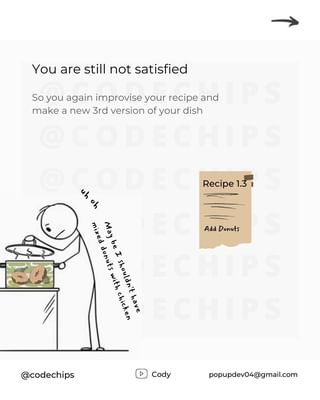 You are still not satisfied
So you again improvise your recipe and
make a new 3rd version of your dish
@CODECHIPS
@CODECHIPS
@CODECHIPS
Recipe 1.3
Add Donuts
uh oh
May be I shouldn't have
mixed donuts with chicken
@codechips
Cody
popupdev04@gmail.com